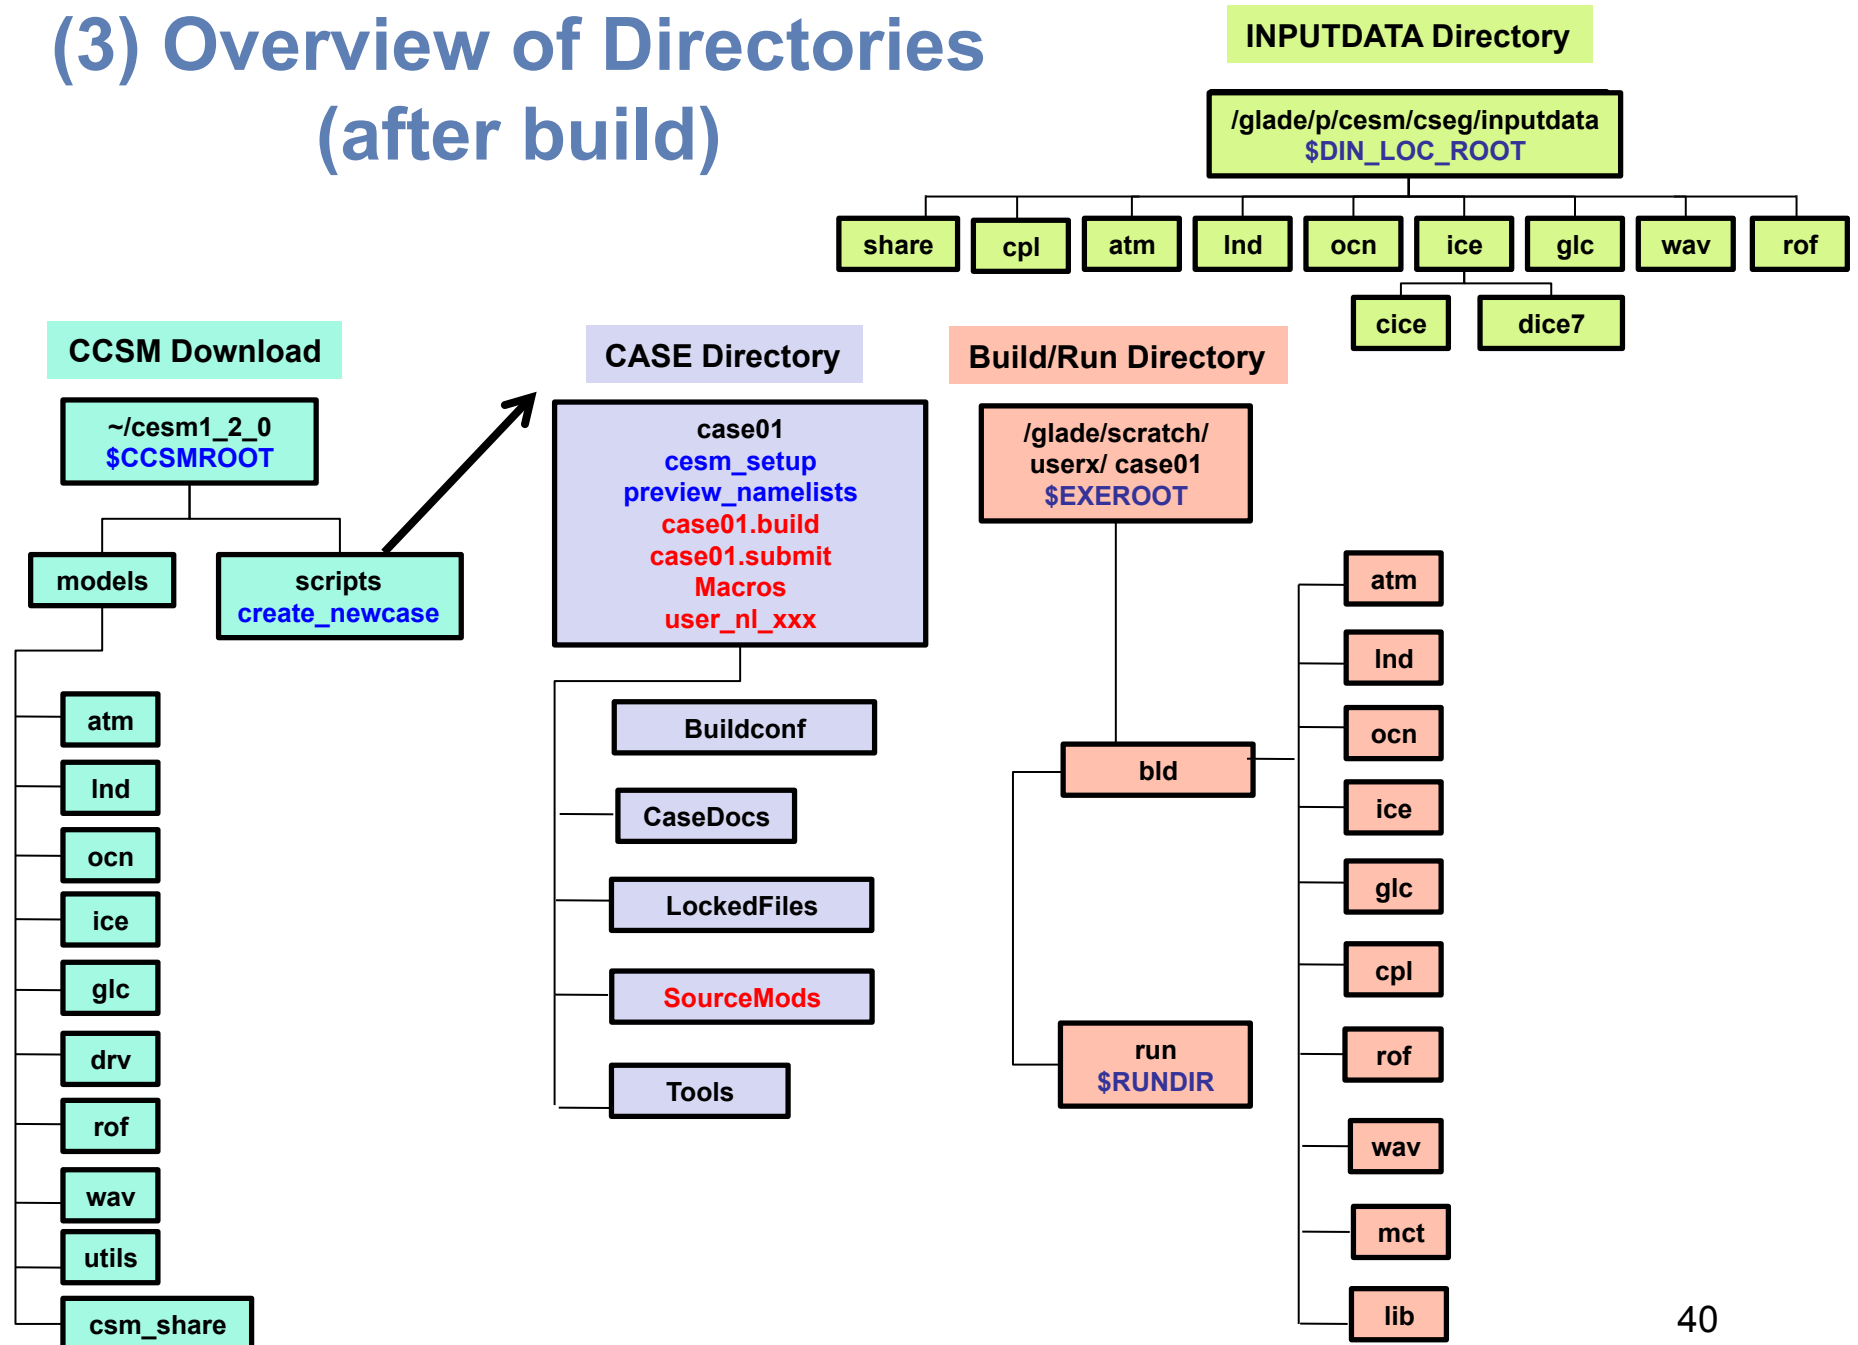 (3) Overview of Directories
(after build)
INPUTDATA Directory
/glade/p/cesm/cseg/inputdata
$DIN_LOC_ROOT
share
cpl
atm
lnd
ocn
ice
glc
wav
rof
cice
dice7
CCSM Download
~/cesm1_2_0
$CCSMROOT
models
scripts
create_newcase
atm
lnd
ocn
ice
glc
drv
rof
wav
utils
csm_share
CASE Directory
case01
cesm_setup
preview_namelists
case01.build
case01.submit
Macros
user_nl_xxx
Buildconf
CaseDocs
LockedFiles
SourceMods
Tools
Build/Run Directory
/glade/scratch/
userx/ case01
$EXEROOT
bld
run
$RUNDIR
atm
lnd
ocn
ice
glc
cpl
rof
wav
mct
lib
40